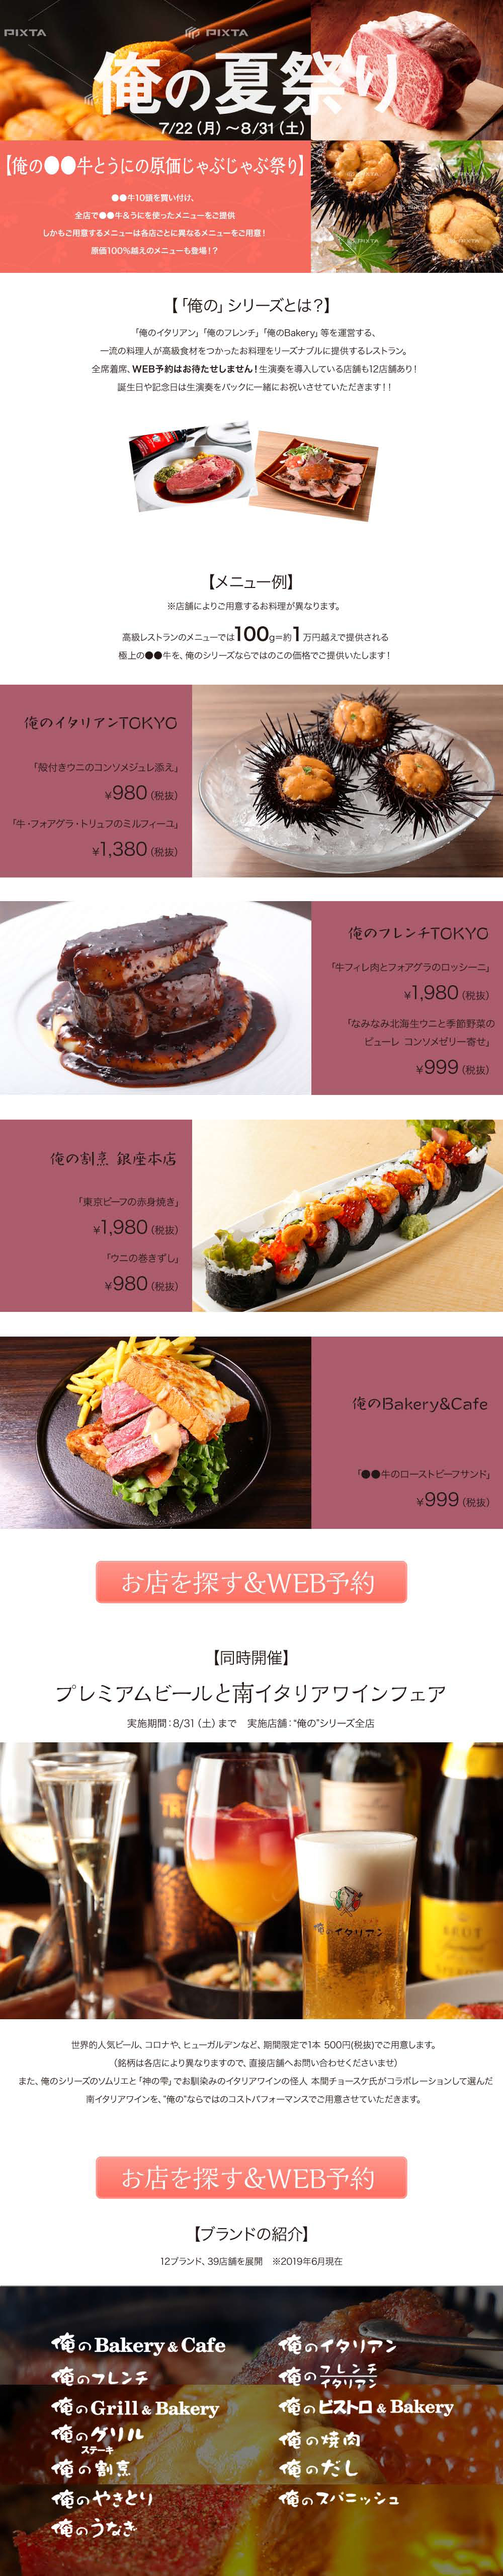 PIXTA
PIXTA
俺の夏祭り
7/22（月）～8/31（土）
【俺の●●牛とうにの原価じゃぶじゃぶ祭り】
●●牛10頭を買い付け、
全店で●●牛＆うにを使ったメニューをご提供
しかもご用意するメニューは各店ごとに異なるメニューをご用意！
原価100％越えのメニューも登場！？
【「俺の」シリーズとは？】
「俺のイタリアン」「俺のフレンチ」「俺のBakery」等を運営する、
一流の料理人が高級食材をつかったお料理をリーズナブルに提供するレストラン。
全席着席、WEB予約はお待たせしません！生演奏を導入している店舗も12店舗あり！
誕生日や記念日は生演奏をバックに一緒にお祝いさせていただきます！！
【メニュー例】
※店舗によりご用意するお料理が異なります。
高級レストランのメニューでは100g=約1万円越えで提供される
極上の●●牛を、俺のシリーズならではのこの価格でご提供いたします！
俺のイタリアンTOKYO
「殻付きウニのコンソメジュレ添え」
¥980（税抜）
「牛・フォアグラ・トリュフのミルフィーユ」
¥1,380（税抜）
俺のフレンチTOKYO
「牛フィレ肉とフォアグラのロッシーニ」
¥1,980（税抜）
「なみなみ北海生ウニと季節野菜の
ピューレ コンソメゼリー寄せ」
¥999（税抜）
俺の割烹 銀座本店
「東京ビーフの赤身焼き」
¥1,980（税抜）
「ウニの巻きずし」
¥980（税抜）
俺のBakery&Cafe
「●●牛のローストビーフサンド」
¥999（税抜）
お店を探す&WEB予約
【同時開催】
プレミアムビールと南イタリアワインフェア
実施期間：8/31（土）まで　実施店舗：“俺の”シリーズ全店
俺のイタリアン
世界的人気ビール、コロナや、ヒューガルデンなど、期間限定で1本 500円(税抜)でご用意します。
（銘柄は各店により異なりますので、直接店舗へお問い合わせくださいませ）
また、俺のシリーズのソムリエと「神の雫」でお馴染みのイタリアワインの怪人 本間チョースケ氏がコラボレーションして選んだ
南イタリアワインを、“俺の”ならではのコストパフォーマンスでご用意させていただきます。
お店を探す&WEB予約
【ブランドの紹介】
12ブランド、39店舗を展開　※2019年6月現在
俺のBakery & Cafe
俺のイタリアン
俺のフレンチ
俺のフレンチ イタリアン
俺のGrill & Bakery
俺のビストロ & Bakery
俺のグリル
ステーキ
俺の焼肉
俺の割烹
俺のだし
俺のやきとり
俺のスパニッシュ
俺のうなぎ